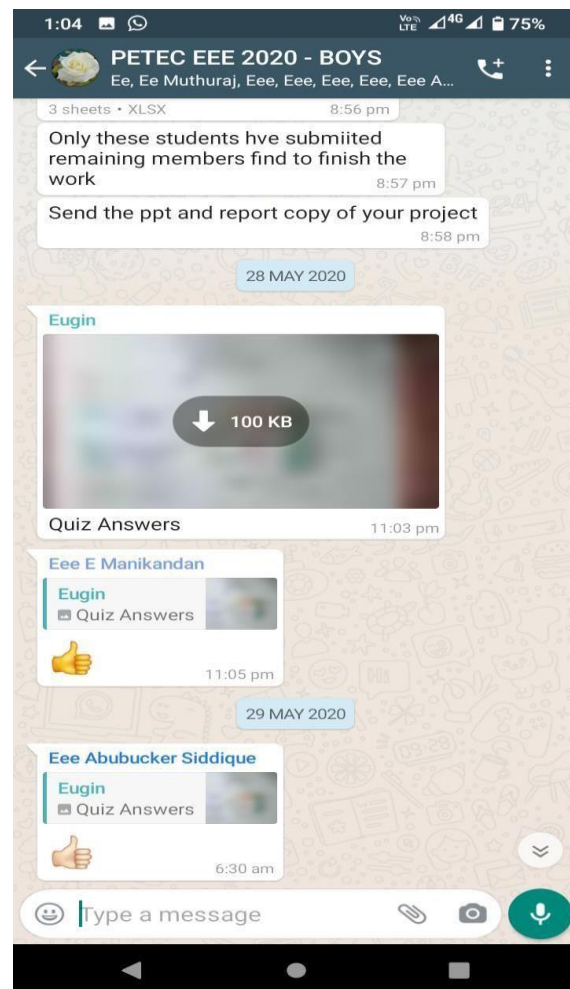 1:04 Vo)) LTE 4G 75%
PETEC EEE 2020 - BOYS
Ee, Ee Muthuraj, Eee, Eee, Eee, Eee A...
3 sheets • XLSX 8:56 pm
Only these students hve submiited
remaining members find to finish the
work 8:57 pm
Send the ppt and report copy of your project
8:58 pm
28 MAY 2020
Eugin
100 KB
Quiz Answers 11:03 pm
Eee E Manikandan
Eugin
Quiz Answers
11:05 pm
29 MAY 2020
Eee Abubucker Siddique
Eugin
Quiz Answers
6:30 am
Type a message